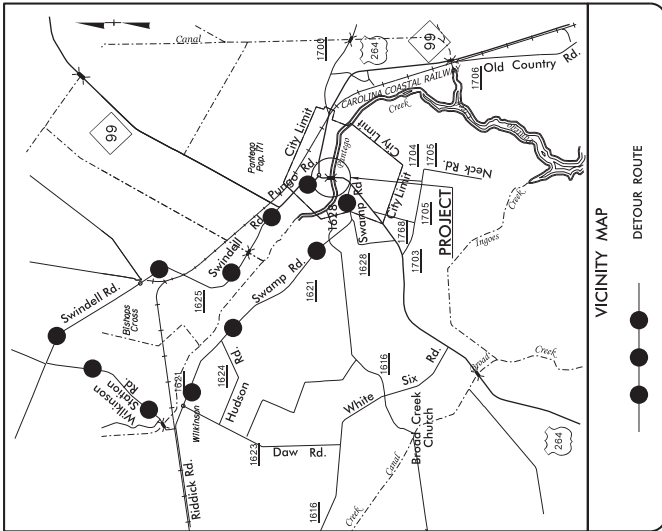 Canal
1700
264
99
Old Country Rd.
1706
CAROLINA COASTAL RAILWAY
Creek
99
City Limit
City Limit
City Limit
Pantego
Pop. 171
Pungo Rd
Pantego
1704
1705
Neck Rd.
1705
1768
1703
PROJECT
1628
1628
Swamp Rd
Swindell Rd.
1625
Swamp Rd.
1621
Creek
Ingoes
Swindell Rd.
Bishops
Cross
Wilkinson
Station
Rd.
1621
Wilkinson
1624
Hudson Rd.
1616
White Six Rd.
Broad Creek
Creek
Broad Creek
Church
1623
Daw Rd.
Riddick Rd.
1616
Creek
Canal
264
VICINITY MAP
DETOUR ROUTE